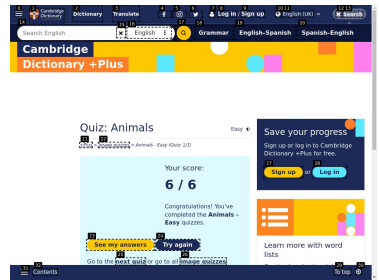 Cambridge Dictionary
Dictionary
Translate
Log in / Sign up
English (UK)
Search
Search English
English
Grammar
English–Spanish
Spanish–English
Cambridge
Dictionary +Plus
Quiz: Animals
Easy
+Plus » Image quizzes » Animals - Easy (Quiz: 1/1)
Your score:
6 / 6
Congratulations! You've
completed the Animals -
Easy quizzes.
See my answers
Try again
Go to the next quiz or go to all image quizzes
Save your progress
Sign up or log in to Cambridge
Dictionary +Plus for free.
Sign up or Log in
Learn more with word
lists
Contents
To top